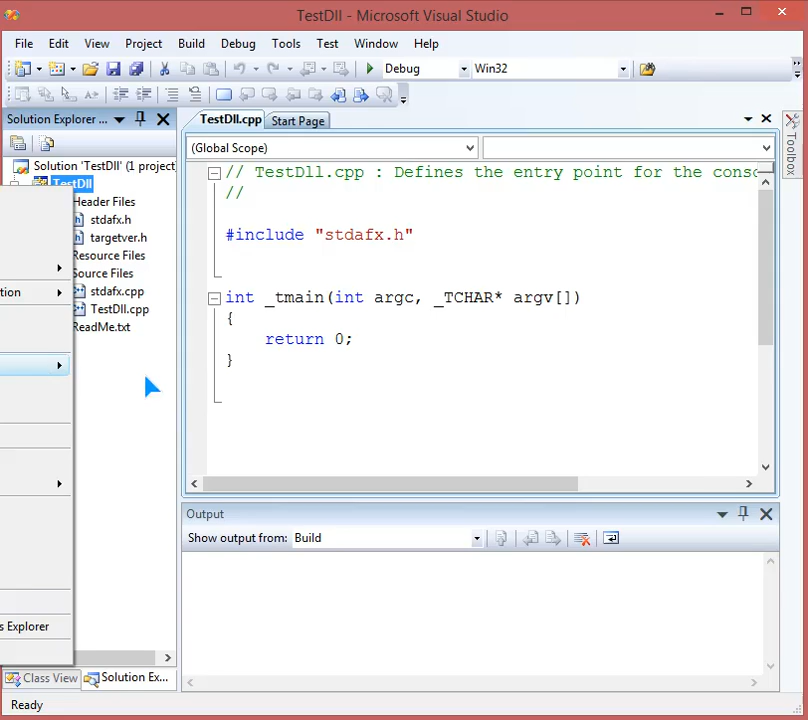 TestDll - Microsoft Visual Studio
File Edit View Project Build Debug Tools Test Window Help
Debug Win32
Solution Explorer ...
TestDll.cpp Start Page
Toolbox
(Global Scope)
Solution 'TestDll' (1 project
TestDll
Header Files
stdafx.h
targetver.h
Resource Files
Source Files
stdafx.cpp
TestDll.cpp
ReadMe.txt
tion
s Explorer
// TestDll.cpp : Defines the entry point for the conso
//
#include "stdafx.h"
int _tmain(int argc, _TCHAR* argv[])
{
return 0;
}
Output
Show output from: Build
Class View Solution Ex...
Ready